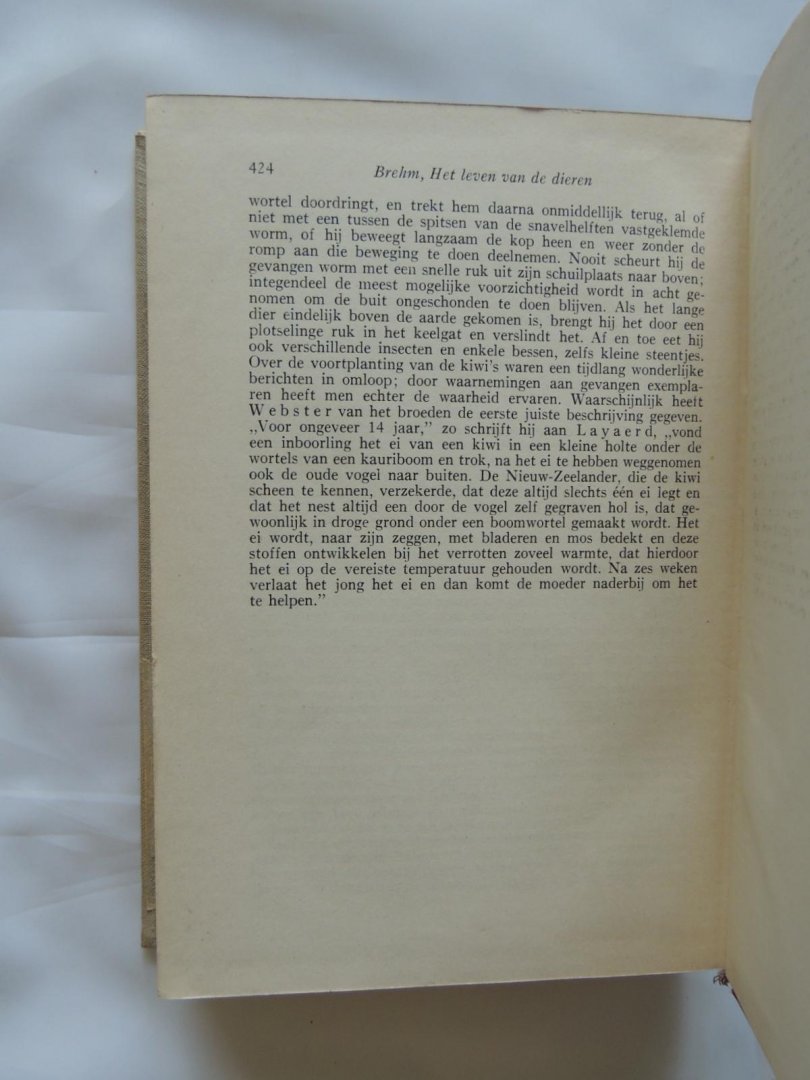 424 Brehm, Het leven van de dieren
wortel doordringt, en trekt hem daarna onmiddellijk terug, al of
niet met een tussen de spitsen van de snavelhelften vastgeklemde
worm, of hij beweegt langzaam de kop heen en weer zonder de
romp aan die beweging te doen deelnemen. Nooit scheurt hij de
gevangen worm met een snelle ruk uit zijn schuilplaats naar boven;
integendeel de meest mogelijke voorzichtigheid wordt in acht ge-
nomen om de buit ongeschonden te doen blijven. Als het lange
dier eindelijk boven de aarde gekomen is, brengt hij het door een
plotselinge ruk in het keelgat en verslindt het. Af en toe eet hij
ook verschillende insecten en enkele bessen, zelfs kleine steentjes.
Over de voortplanting van de kiwi's waren een tijdlang wonderlijke
berichten in omloop; door waarnemingen aan gevangen exempla-
ren heeft men echter de waarheid ervaren. Waarschijnlijk heeft
Webster van het broeden de eerste juiste beschrijving gegeven.
„Voor ongeveer 14 jaar,” zo schrijft hij aan Layaerd, „vond
een inboorling het ei van een kiwi in een kleine holte onder de
wortels van een kauriboom en trok, na het ei te hebben weggenomen
ook de oude vogel naar buiten. De Nieuw-Zeelander, die de kiwi
scheen te kennen, verzekerde, dat deze altijd slechts één ei legt en
dat het nest altijd een door de vogel zelf gegraven hol is, dat ge-
woonlijk in droge grond onder een boomwortel gemaakt wordt. Het
ei wordt, naar zijn zeggen, met bladeren en mos bedekt en deze
stoffen ontwikkelen bij het verrotten zoveel warmte, dat hierdoor
het ei op de vereiste temperatuur gehouden wordt. Na zes weken
verlaat het jong het ei en dan komt de moeder naderbij om het
te helpen.”